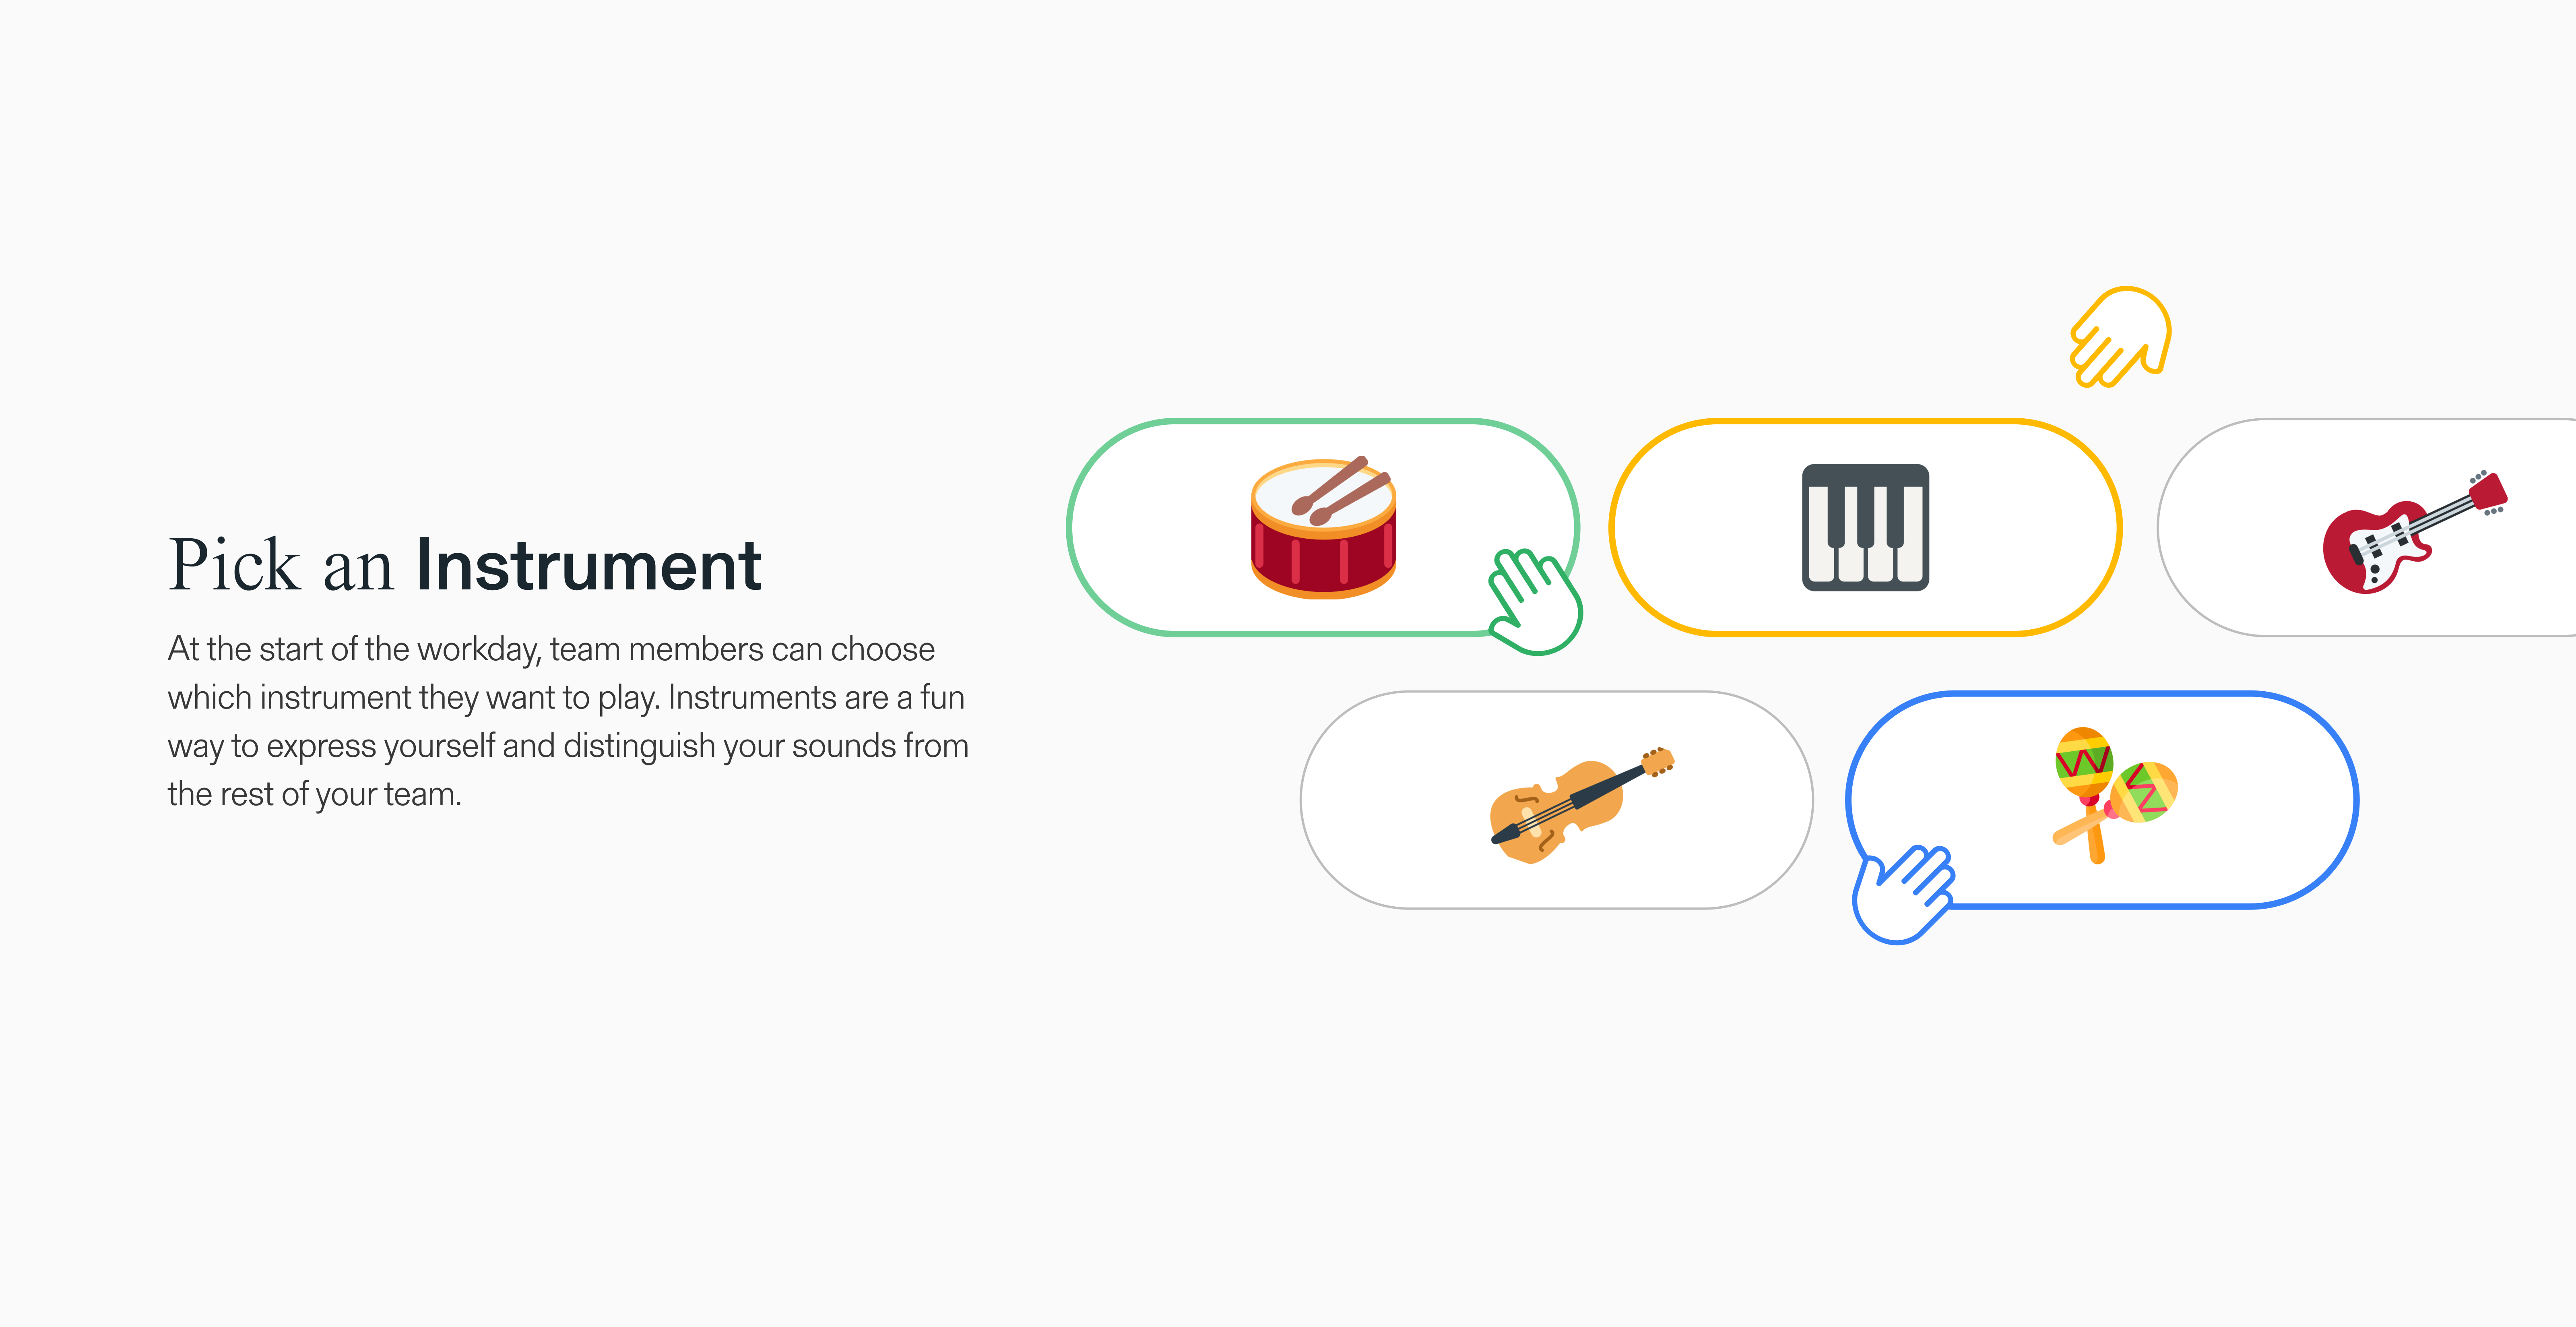 Pick an Instrument
At the start of the workday, team members can choose
which instrument they want to play. Instruments are a fun
way to express yourself and distinguish your sounds from
the rest of your team.